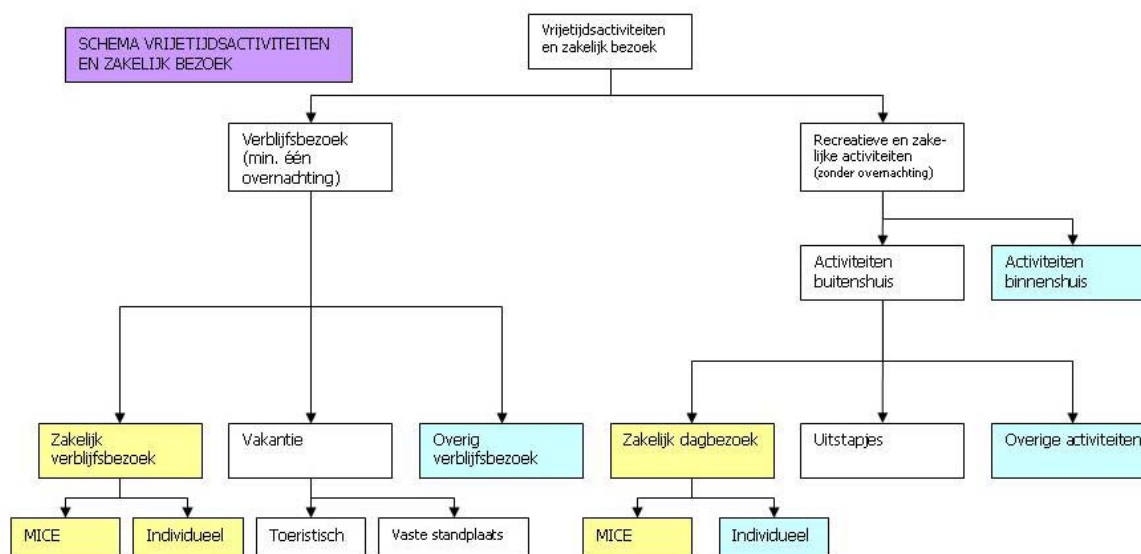 SCHEMA VRIJETIJDSACTIVITEITEN
EN ZAKELIJK BEZOEK
Vrijetijdsactiviteiten
en zakelijk bezoek
Verblijfsbezoek
(min. één
overnachting)
Recreatieve en zake-
lijke activiteiten
(zonder overnachting)
Activiteiten
buitenshuis
Activiteiten
binnenshuis
Zakelijk
verblijfsbezoek
Vakantie
Overig
verblijfsbezoek
Zakelijk dagbezoek
Uitstapjes
Overige activiteiten
MICE
Individueel
Toeristisch
Vaste standplaats
MICE
Individueel